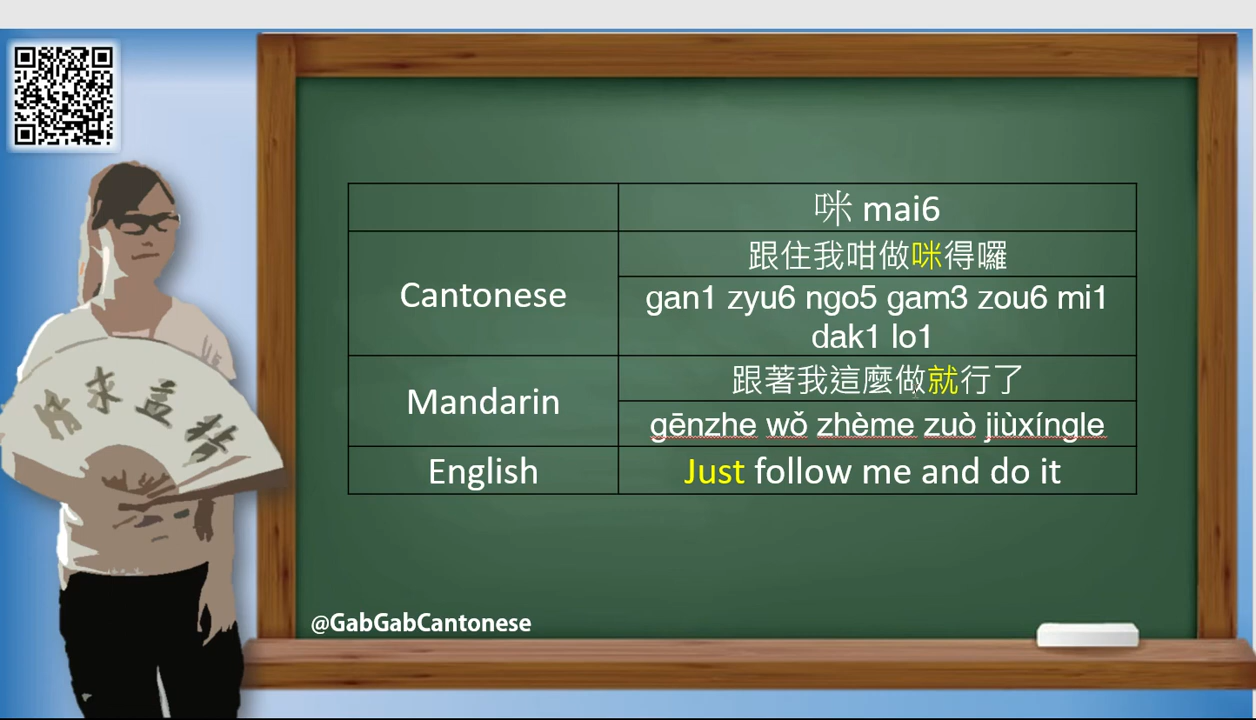 咪 mai6
Cantonese
跟住我咁做咪得囉
gan1 zyu6 ngo5 gam3 zou6 mi1
dak1 lo1
Mandarin
跟著我這麼做就行了
gēnzhe wǒ zhème zuò jiùxíngle
English
Just follow me and do it
@GabGabCantonese